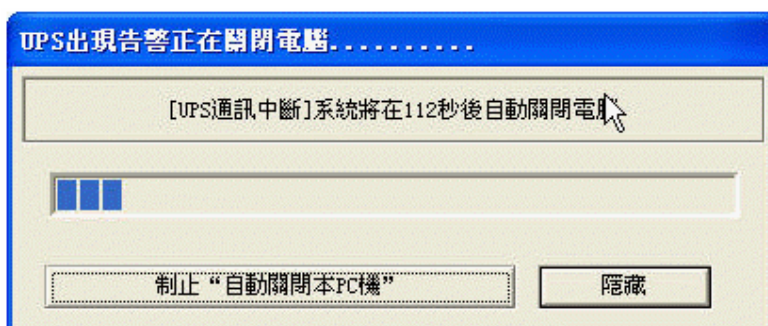 UPS出現告警正在關閉電腦..........
[UPS通訊中斷]系統將在112秒後自動關閉電腦
制止“自動關閉本PC機”
隱藏